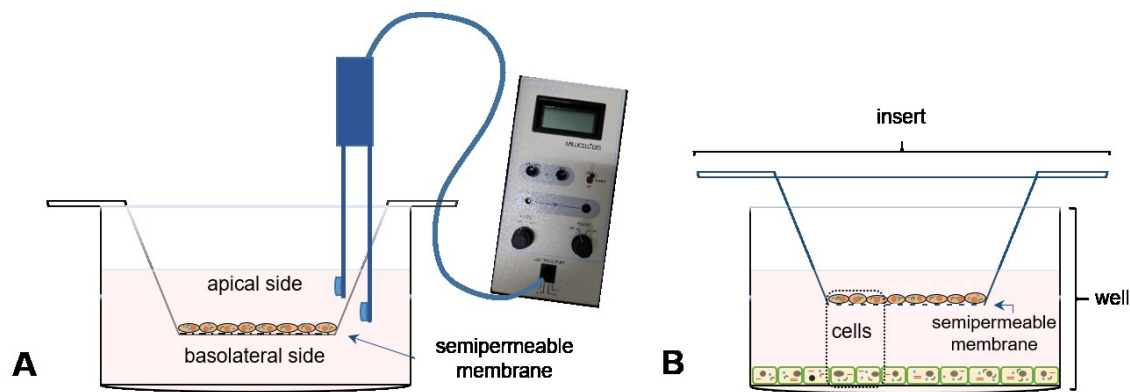 apical side
basolateral side
semipermeable
membrane
A
MILLICELL-ERS
insert
well
cells
semipermeable
membrane
B